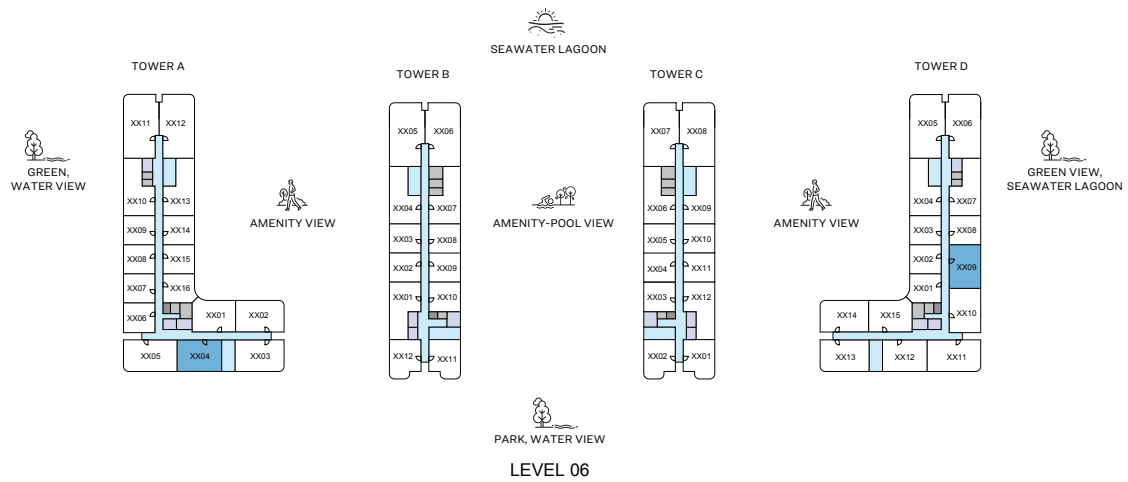 SEAWATER LAGOON
TOWER A
TOWER B
TOWER C
TOWER D
GREEN,
WATER VIEW
AMENITY VIEW
AMENITY-POOL VIEW
AMENITY VIEW
GREEN VIEW,
SEAWATER LAGOON
XX11 XX12
XX10 XX13
XX09 XX14
XX08 XX15
XX07 XX16
XX06 XX01 XX02
XX05 XX04 XX03
XX05 XX06
XX04 XX07
XX03 XX08
XX02 XX09
XX01 XX10
XX12 XX11
XX07 XX08
XX06 XX09
XX05 XX10
XX04 XX11
XX03 XX12
XX02 XX01
XX05 XX06
XX04 XX07
XX03 XX08
XX02 XX09
XX01
XX14 XX15 XX10
XX13 XX12 XX11
PARK, WATER VIEW
LEVEL 06